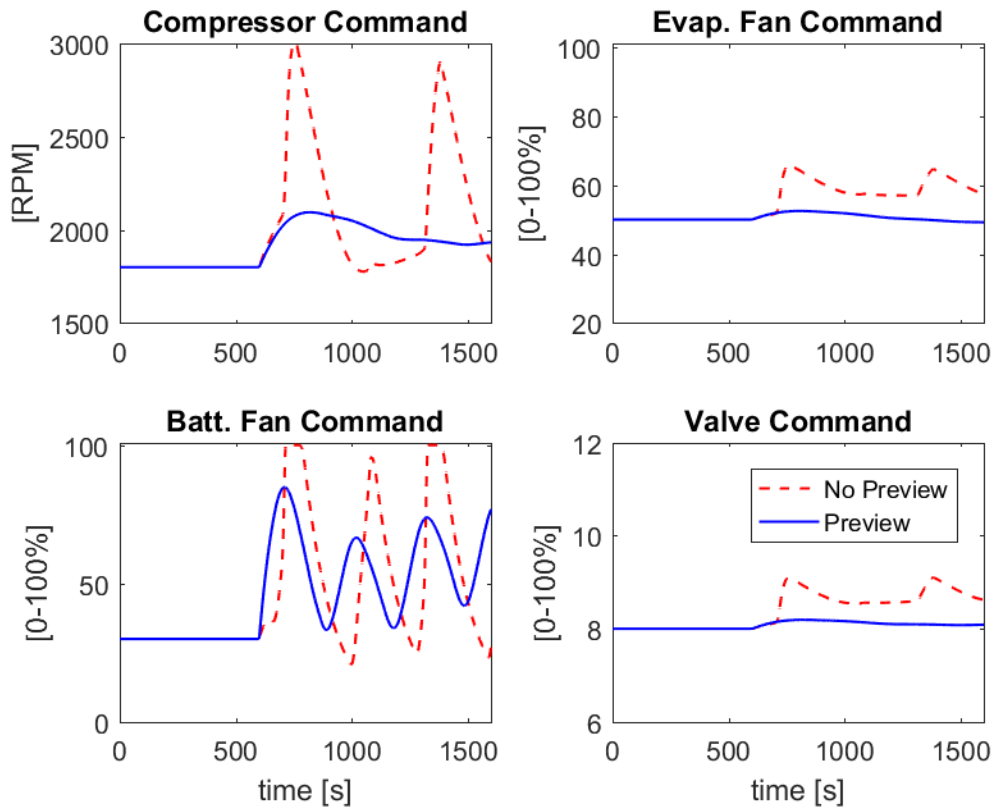 Compressor Command
3000
2500
2000
1500
[RPM]
0 500 1000 1500
Evap. Fan Command
100
80
60
40
20
[0-100%]
0 500 1000 1500
Batt. Fan Command
100
50
0
[0-100%]
0 500 1000 1500
time [s]
Valve Command
12
10
8
6
[0-100%]
No Preview
Preview
0 500 1000 1500
time [s]